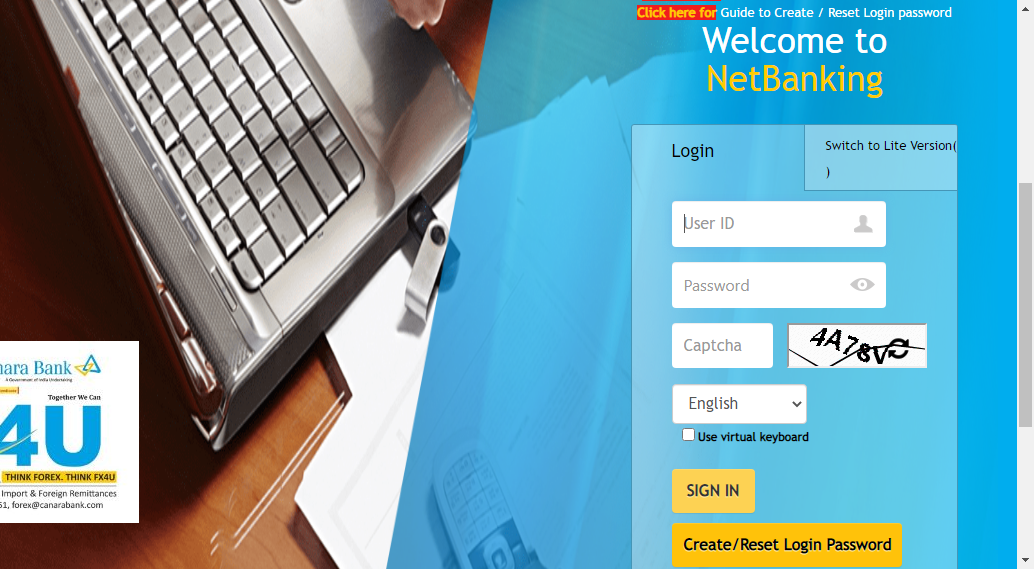 Click here for Guide to Create / Reset Login password
Welcome to
NetBanking
Login
Switch to Lite Version(
)
User ID
Password
Captcha
4A78V
English
Use virtual keyboard
SIGN IN
Create/Reset Login Password
nara Bank
A Government of India Undertaking
Together We Can
4U
THINK FOREX. THINK FX4U
Import & Foreign Remittances
51, forex@canarabank.com